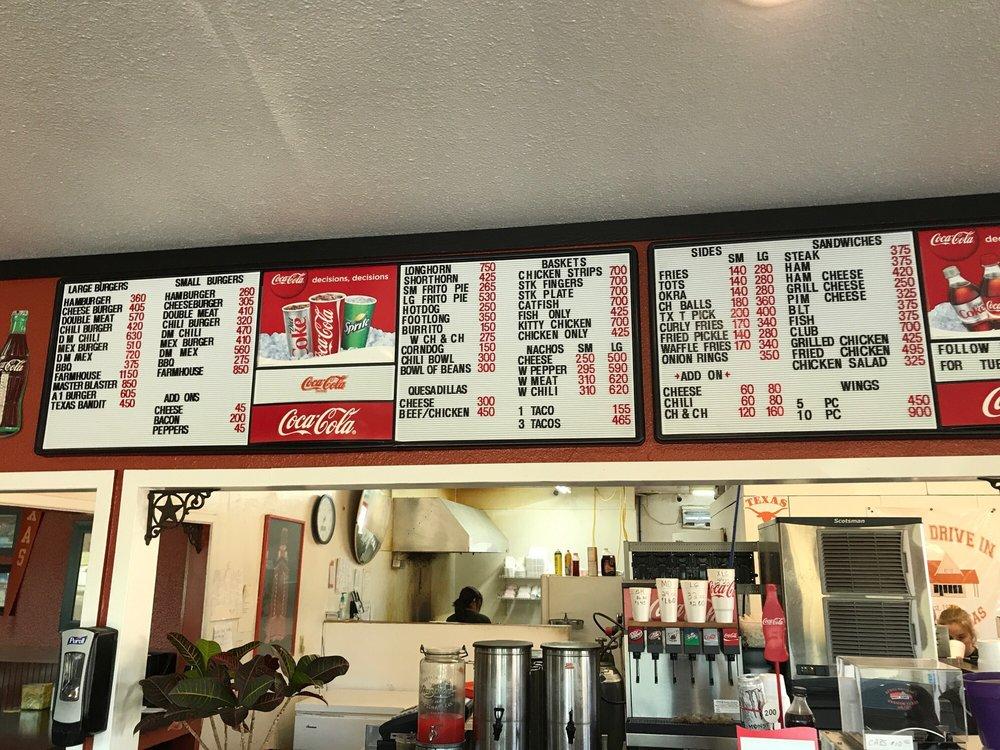 LARGE BURGERS
HAMBURGER 360
CHEESE BURGER 405
DOUBLE MEAT 570
CHILI BURGER 420
D M CHILI 630
MEX BURGER 510
DM MEX 720
BBQ 375
FARMHOUSE 1150
MASTER BLASTER 850
A1 BURGER 605
TEXAS BANDIT 450
SMALL BURGERS
HAMBURGER 260
CHEESEBURGER 305
DOUBLE MEAT 410
CHILI BURGER 320
DM CHILI 470
MEX BURGER 410
DM MEX 560
BBQ 275
FARMHOUSE 850
ADD ONS
CHEESE 45
BACON 200
PEPPERS 45
Coca-Cola decisions, decisions
Coke
Coca-Cola
Sprite
Coca-Cola
Coca-Cola
LONGHORN 750
SHORTHORN 425
SM FRITO PIE 265
LG FRITO PIE 530
HOTDOG 250
FOOTLONG 350
BURRITO 150
W CH & CH 275
CORNDOG 150
CHILI BOWL 300
BOWL OF BEANS 300
QUESADILLAS
CHEESE 300
BEEF/CHICKEN 450
BASKETS
CHICKEN STRIPS 700
STK FINGERS 700
STK PLATE 700
CATFISH 700
FISH ONLY 425
KITTY CHICKEN 700
CHICKEN ONLY 425
NACHOS SM LG
CHEESE 250 500
W PEPPER 295 590
W MEAT 310 620
W CHILI 310 620
1 TACO 155
3 TACOS 465
SIDES
SM LG
FRIES 140 280
TOTS 140 280
OKRA 140 280
CH BALLS 180 360
T X T PICK 200 400
CURLY FRIES 170 340
FRIED PICKLE 140 280
WAFFLE FRIES 170 340
ONION RINGS 350
ADD ON
CHEESE 60 80
CHILI 60 80
CH & CH 120 160
SANDWICHES
STEAK 375
HAM 375
HAM CHEESE 420
GRILL CHEESE 250
PIM CHEESE 325
BLT 375
FISH 375
CLUB 700
GRILLED CHICKEN 425
FRIED CHICKEN 495
CHICKEN SALAD 325
WINGS
5 PC 450
10 PC 900
Coca-Cola
Coke
FOLLOW
FOR TUE
Coca-Cola
PURELL
TEXAS
Scotsman
DRIVE IN
Coca-Cola
200